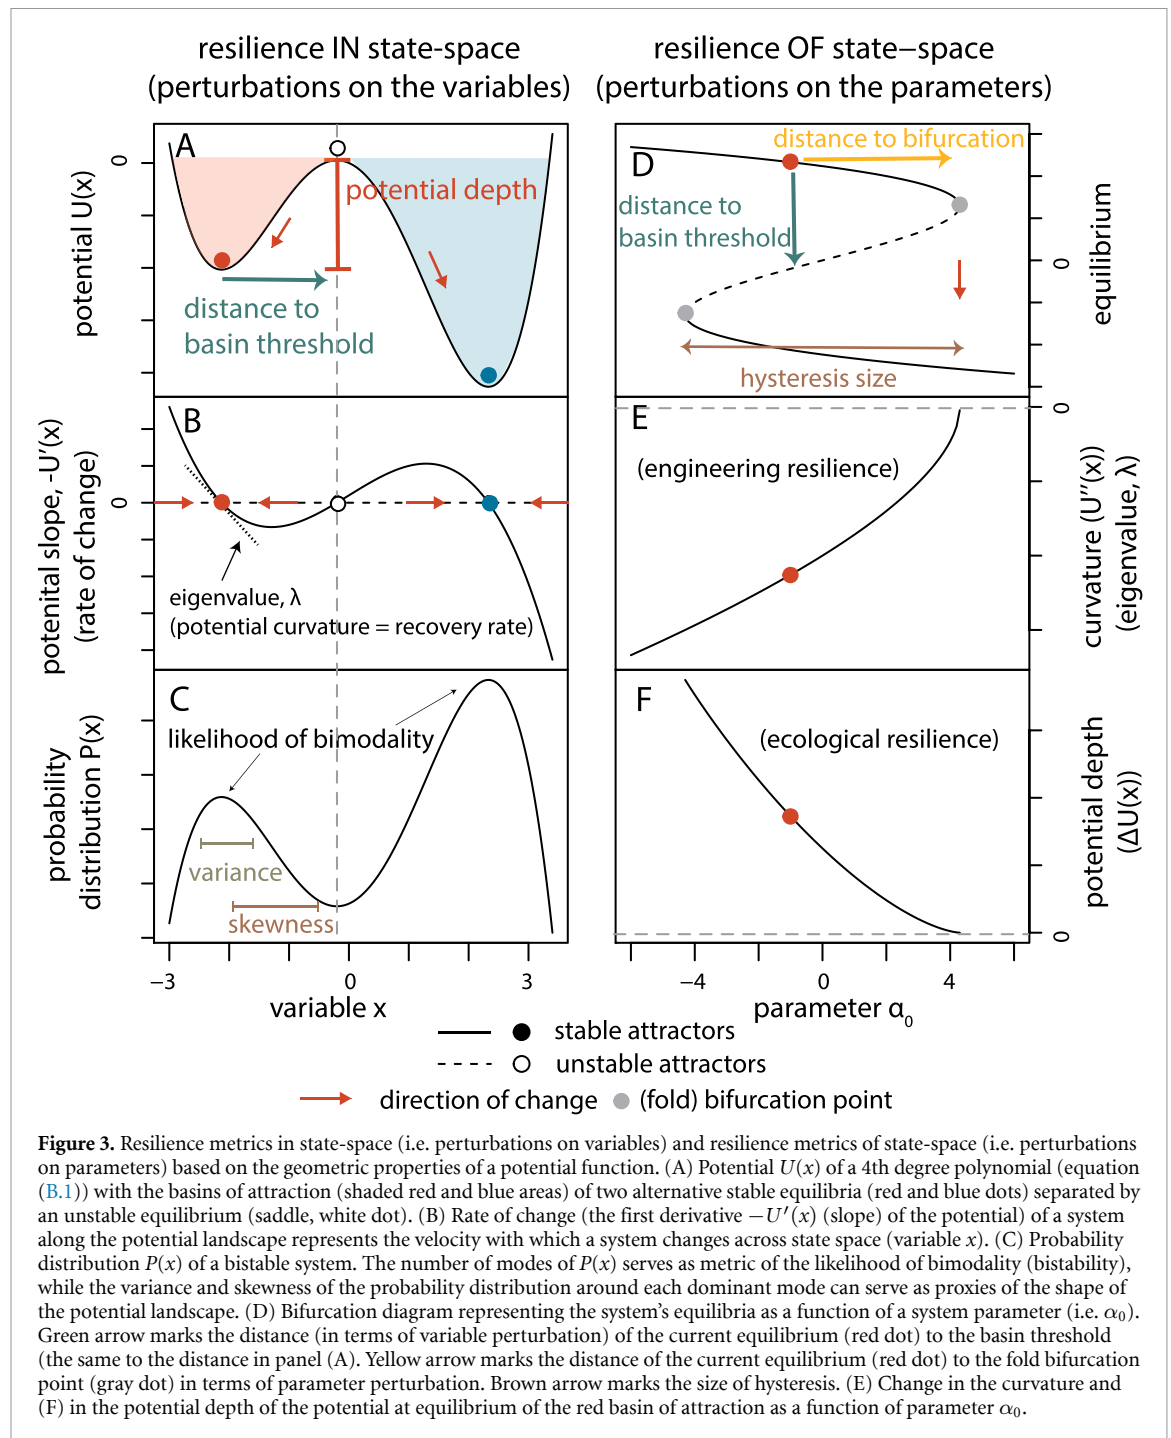 resilience IN state-space
(perturbations on the variables)
resilience OF state−space
(perturbations on the parameters)
A
0
potential U(x)
potential depth
distance to
basin threshold
B
0
potenital slope, -U'(x)
(rate of change)
eigenvalue, λ
(potential curvature = recovery rate)
C
probability
distribution P(x)
likelihood of bimodality
variance
skewness
−3
0
3
variable x
D
distance to bifurcation
distance to
basin threshold
hysteresis size
0
equilibrium
E
(engineering resilience)
0
curvature (U''(x))
(eigenvalue, λ)
F
(ecological resilience)
0
potential depth
(ΔU(x))
−4
0
4
parameter α0
stable attractors
unstable attractors
direction of change
(fold) bifurcation point
Figure 3. Resilience metrics in state-space (i.e. perturbations on variables) and resilience metrics of state-space (i.e. perturbations
on parameters) based on the geometric properties of a potential function. (A) Potential U(x) of a 4th degree polynomial (equation
(B.1)) with the basins of attraction (shaded red and blue areas) of two alternative stable equilibria (red and blue dots) separated by
an unstable equilibrium (saddle, white dot). (B) Rate of change (the first derivative −U′(x) (slope) of the potential) of a system
along the potential landscape represents the velocity with which a system changes across state space (variable x). (C) Probability
distribution P(x) of a bistable system. The number of modes of P(x) serves as metric of the likelihood of bimodality (bistability),
while the variance and skewness of the probability distribution around each dominant mode can serve as proxies of the shape of
the potential landscape. (D) Bifurcation diagram representing the system's equilibria as a function of a system parameter (i.e. α0).
Green arrow marks the distance (in terms of variable perturbation) of the current equilibrium (red dot) to the basin threshold
(the same to the distance in panel (A). Yellow arrow marks the distance of the current equilibrium (red dot) to the fold bifurcation
point (gray dot) in terms of parameter perturbation. Brown arrow marks the size of hysteresis. (E) Change in the curvature and
(F) in the potential depth of the potential at equilibrium of the red basin of attraction as a function of parameter α0.